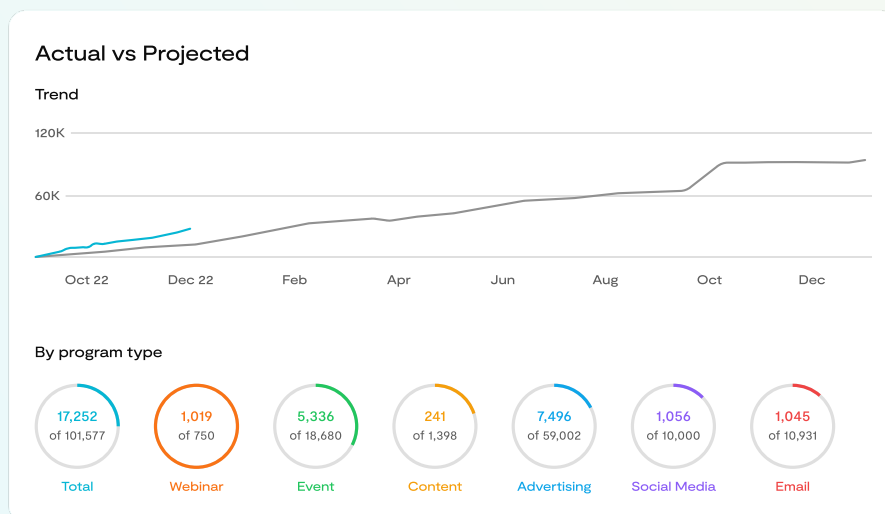 Actual vs Projected
Trend
120K
60K
Oct 22 Dec 22 Feb Apr Jun Aug Oct Dec
By program type
17,252 1,019 5,336 241 7,496 1,056 1,045
of 101,577 of 750 of 18,680 of 1,398 of 59,002 of 10,000 of 10,931
Total Webinar Event Content Advertising Social Media Email